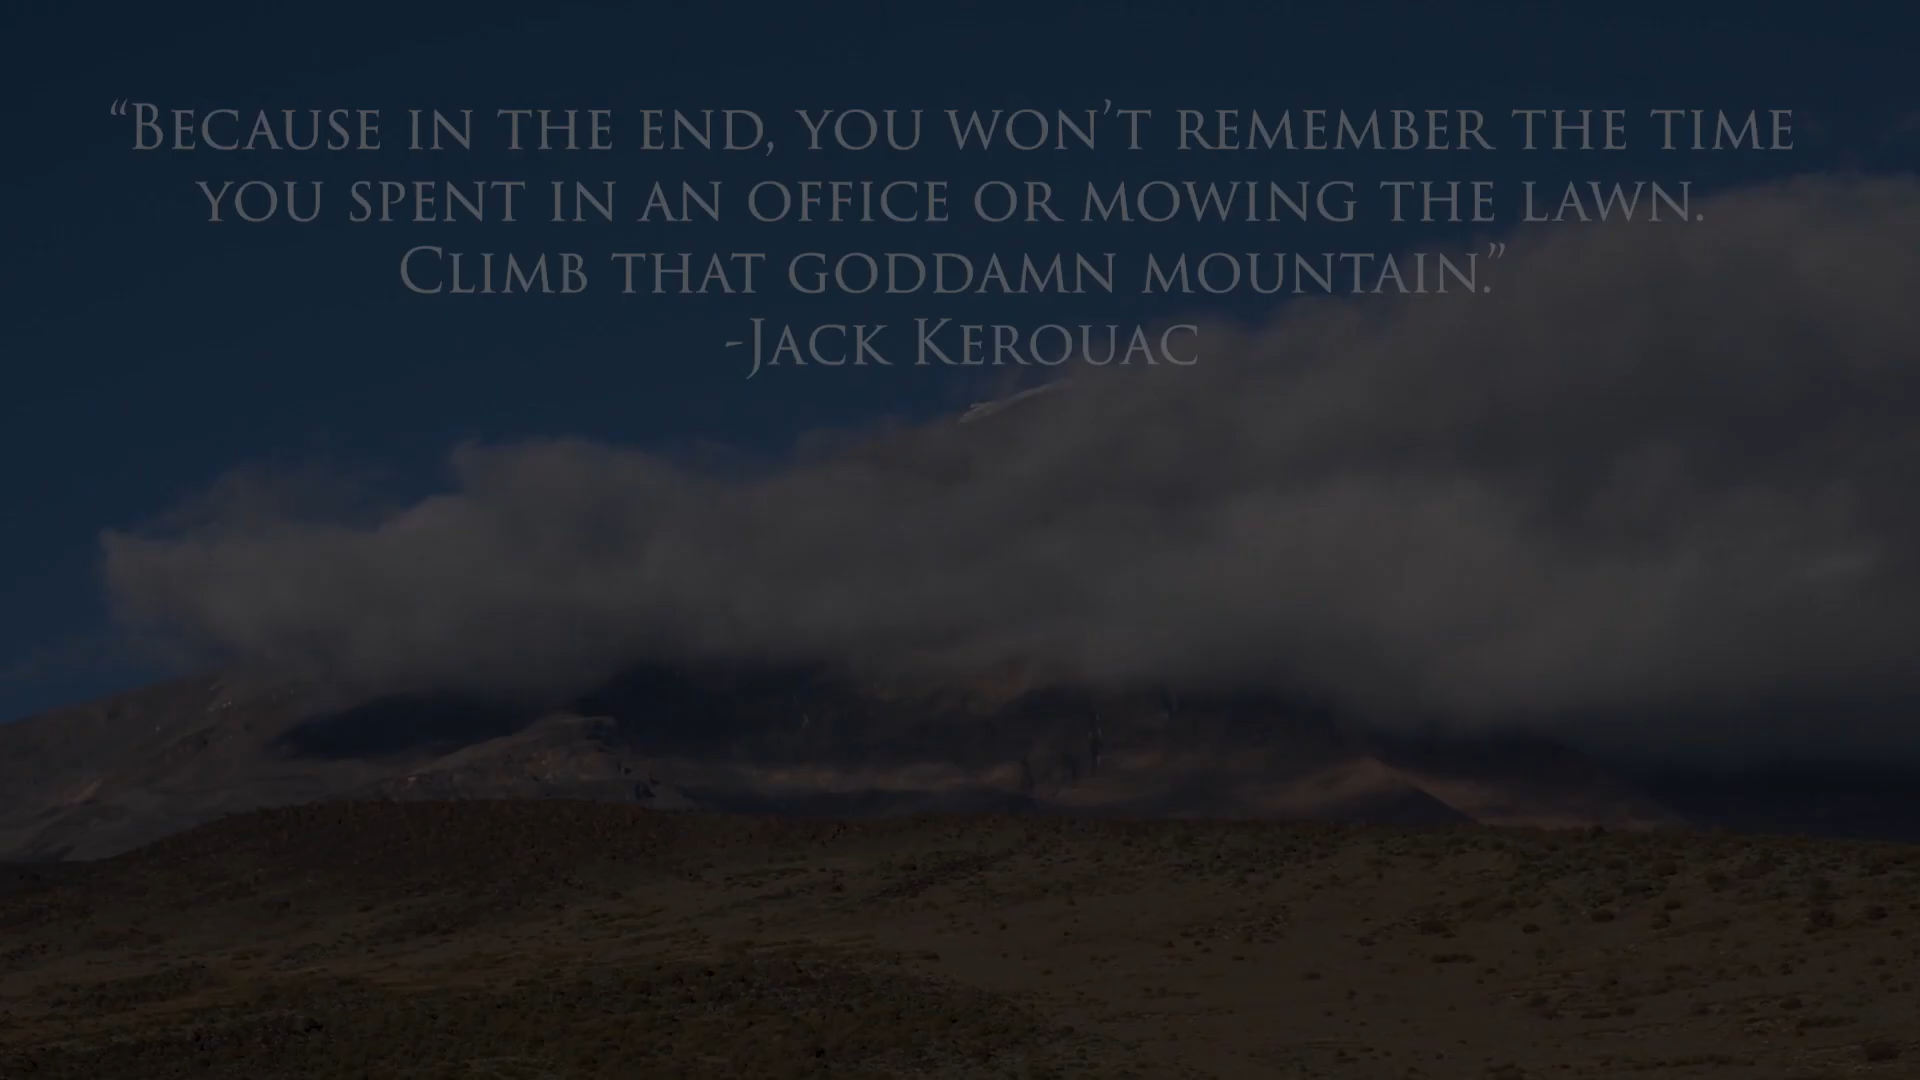 “Because in the end, you won’t remember the time
you spent in an office or mowing the lawn.
Climb that goddamn mountain.”
-Jack Kerouac